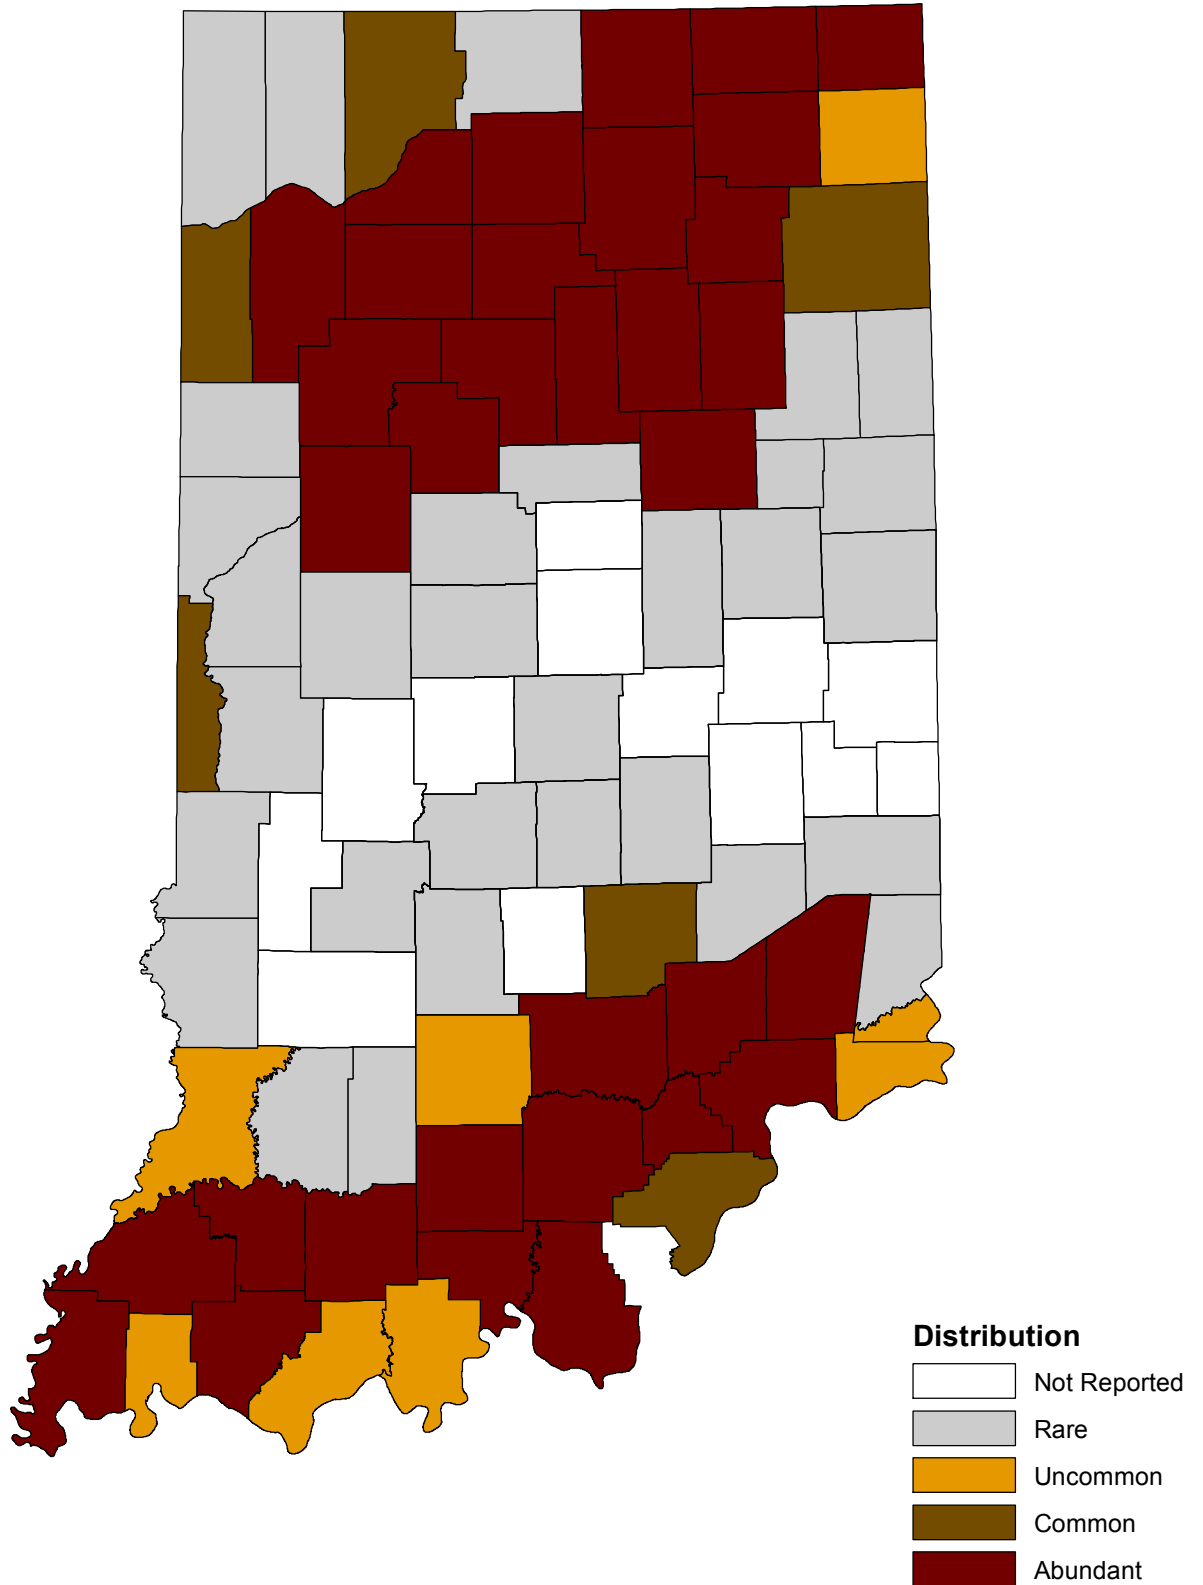 Distribution
Not Reported
Rare
Uncommon
Common
Abundant